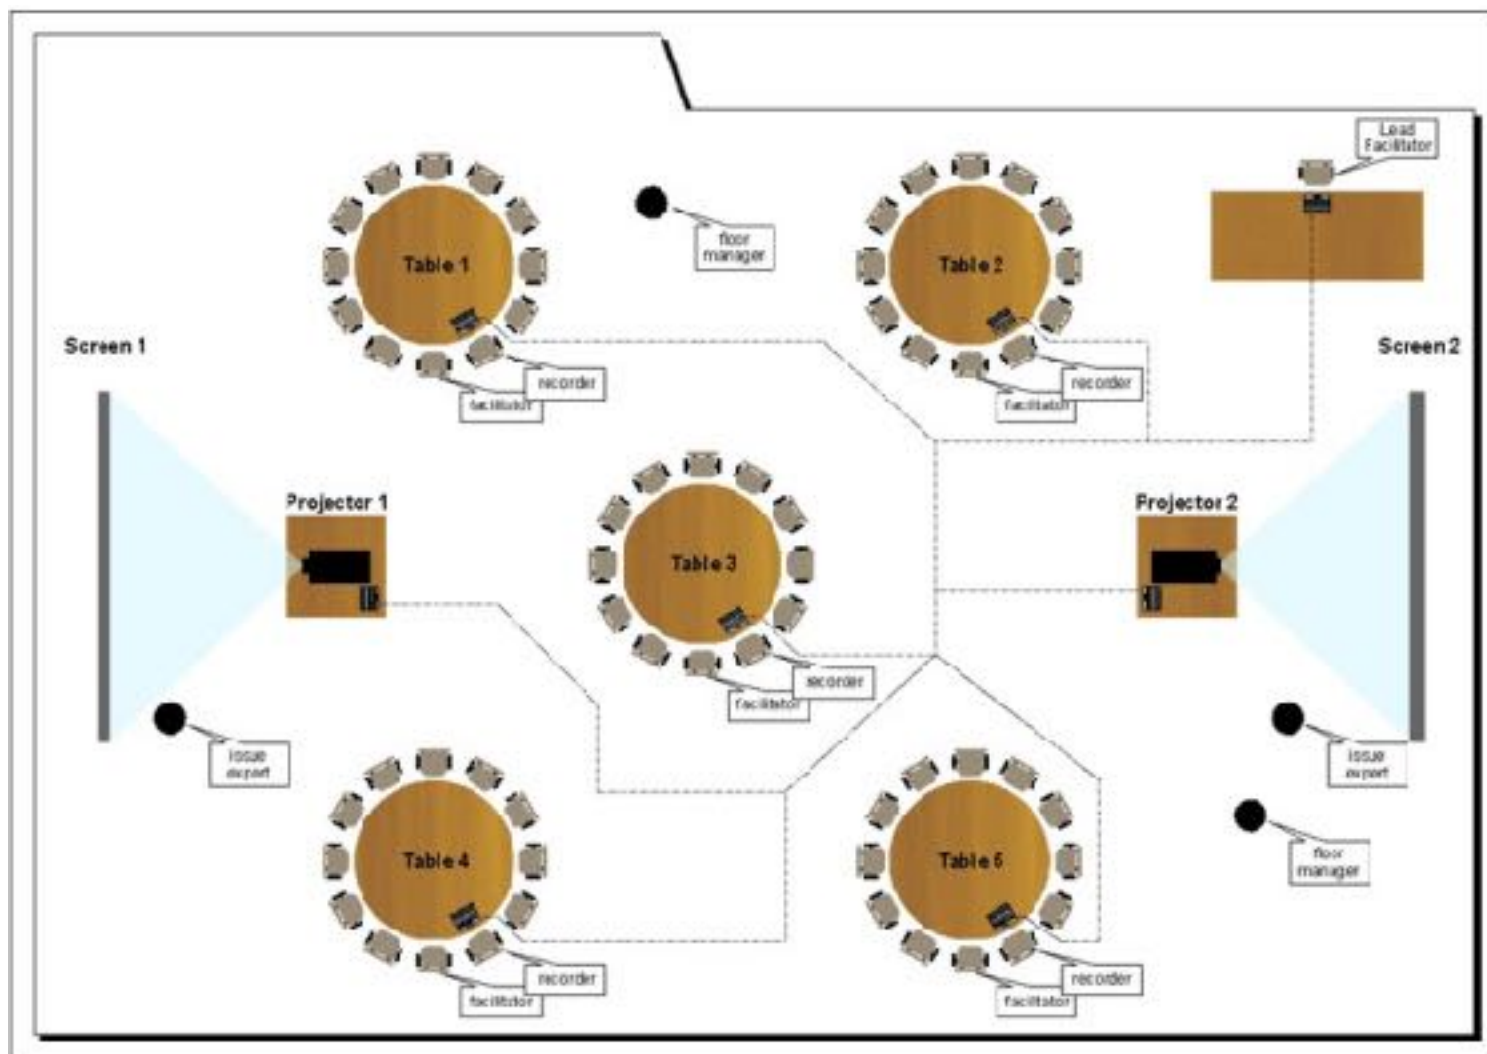 Lead
Facilitator
Table 1
floor
manager
Table 2
Screen 1
Screen 2
recorder
facilitator
recorder
facilitator
Projector 1
Projector 2
Table 3
recorder
facilitator
issue
expert
issue
expert
floor
manager
Table 4
Table 5
recorder
facilitator
recorder
facilitator